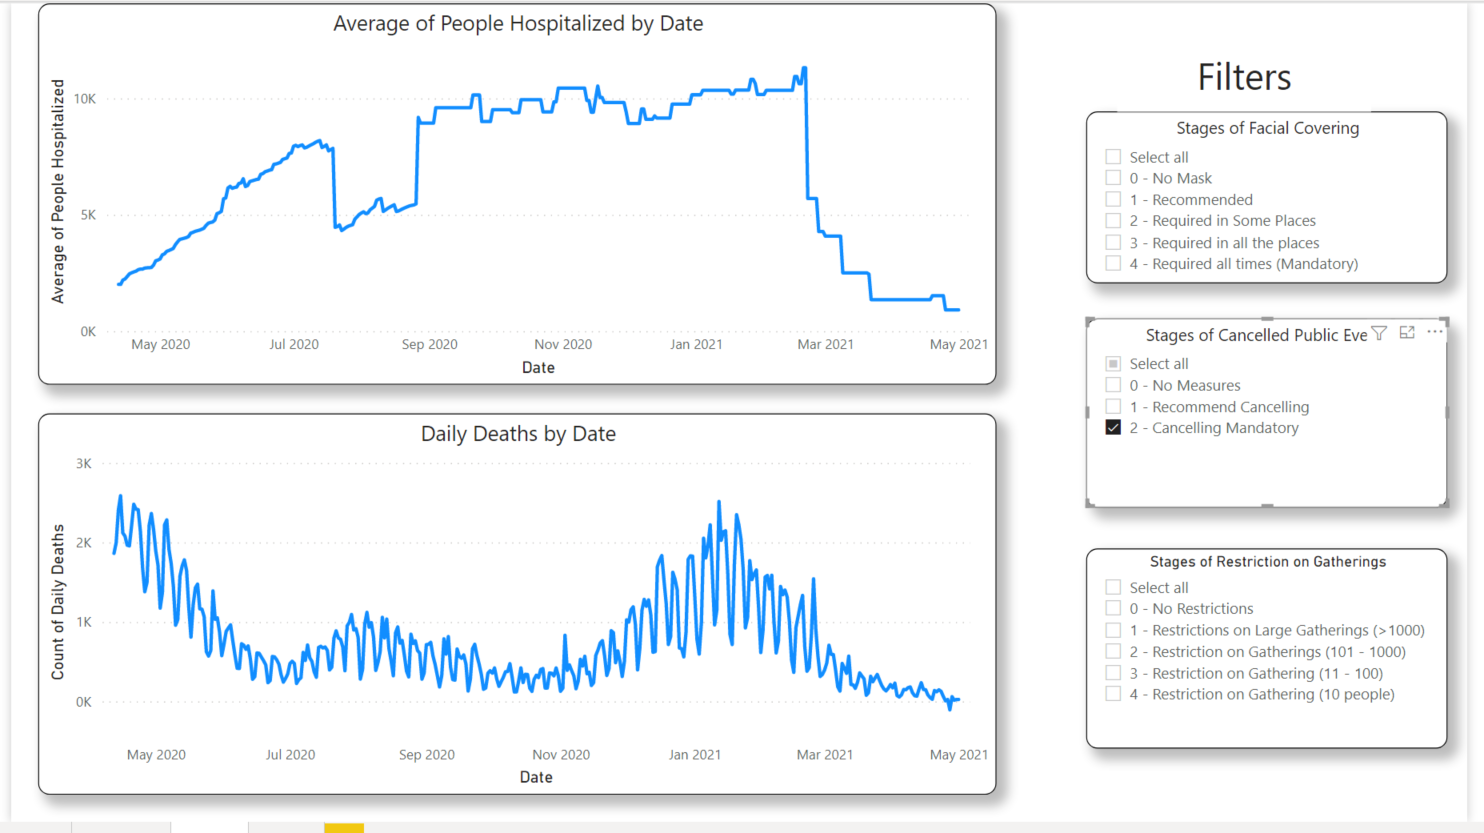 Average of People Hospitalized by Date
Average of People Hospitalized
10K
5K
0K
May 2020
Jul 2020
Sep 2020
Nov 2020
Jan 2021
Mar 2021
May 2021
Date
Daily Deaths by Date
Count of Daily Deaths
3K
2K
1K
0K
May 2020
Jul 2020
Sep 2020
Nov 2020
Jan 2021
Mar 2021
May 2021
Date
Filters
Stages of Facial Covering
Select all
0 - No Mask
1 - Recommended
2 - Required in Some Places
3 - Required in all the places
4 - Required all times (Mandatory)
Stages of Cancelled Public Eve
Select all
0 - No Measures
1 - Recommend Cancelling
2 - Cancelling Mandatory
Stages of Restriction on Gatherings
Select all
0 - No Restrictions
1 - Restrictions on Large Gatherings (>1000)
2 - Restriction on Gatherings (101 - 1000)
3 - Restriction on Gathering (11 - 100)
4 - Restriction on Gathering (10 people)